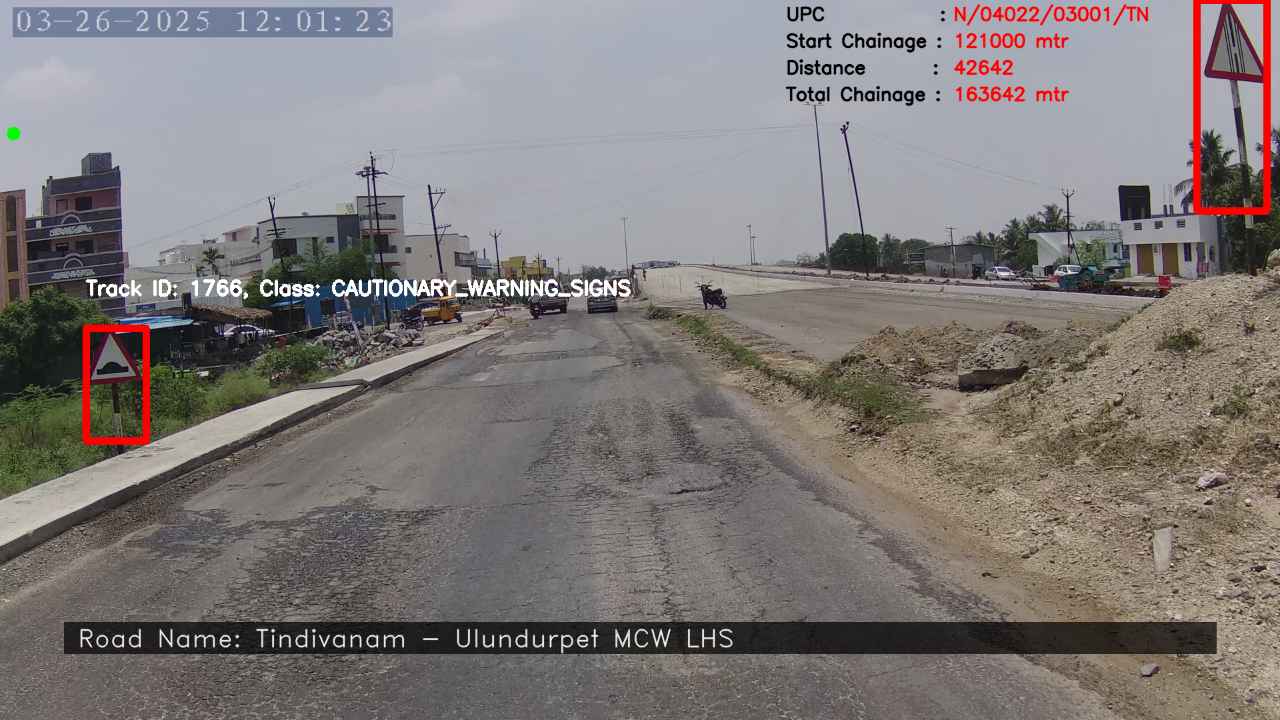 03-26-2025 12:01:23
UPC : N/04022/03001/TN
Start Chainage : 121000 mtr
Distance : 42642
Total Chainage : 163642 mtr
Track ID: 1766, Class: CAUTIONARY_WARNING_SIGNS
Road Name: Tindivanam - Ulundurpet MCW LHS